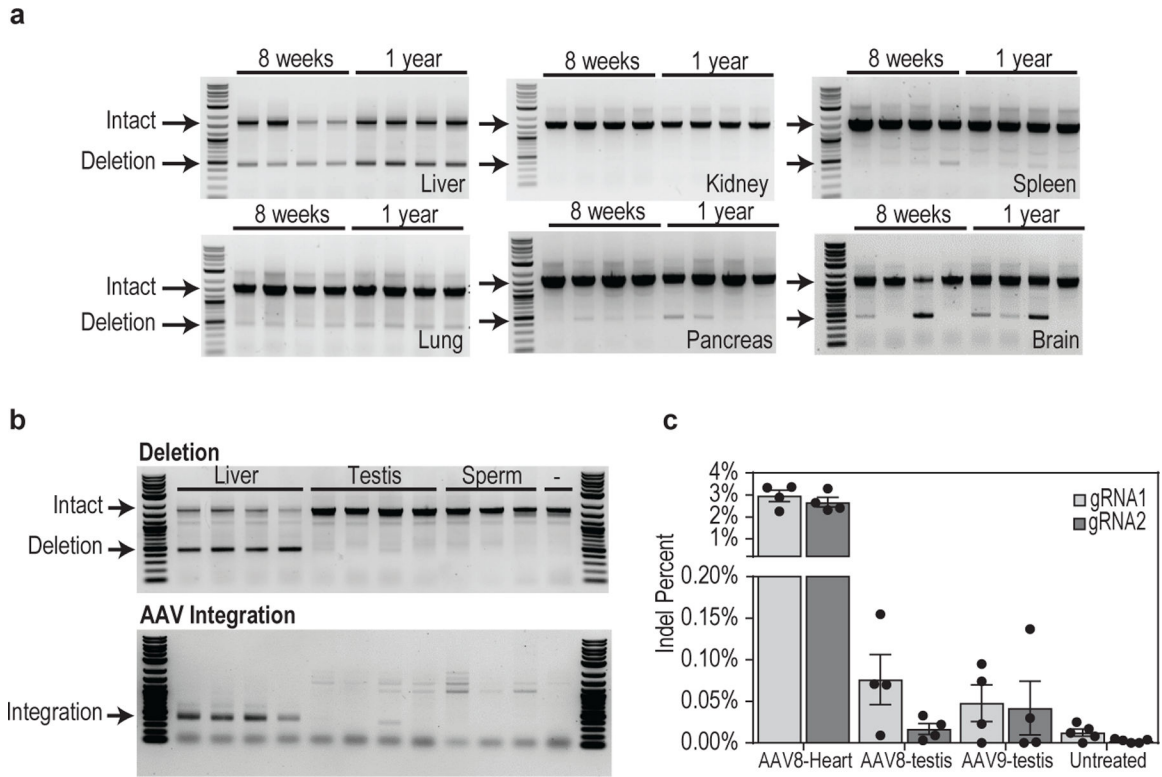 a
8 weeks 1 year 8 weeks 1 year 8 weeks 1 year
Intact
Deletion
Liver Kidney Spleen
8 weeks 1 year 8 weeks 1 year 8 weeks 1 year
Intact
Deletion
Lung Pancreas Brain
b
Deletion
Liver Testis Sperm -
Intact
Deletion
AAV Integration
Integration
c
4%
3%
2%
1%
0.20%
0.15%
0.10%
0.05%
0.00%
Indel Percent
gRNA1
gRNA2
AAV8-Heart AAV8-testis AAV9-testis Untreated